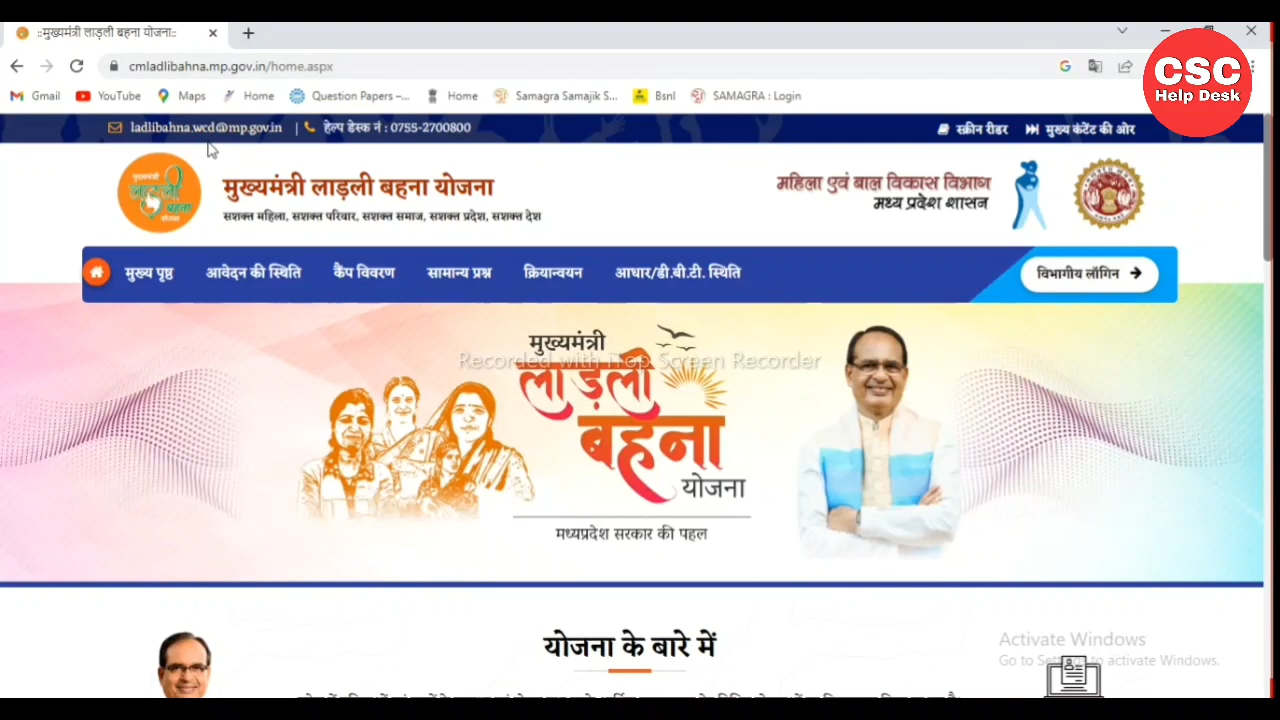 ::मुख्यमंत्री लाड़ली बहना योजना::
cmladlibahna.mp.gov.in/home.aspx
CSC
Help Desk
Gmail YouTube Maps Home Question Papers –... Home Samagra Samajik S... Bsnl SAMAGRA : Login
ladlibahna.wcd@mp.gov.in | हेल्प डेस्क नं : 0755-2700800 स्क्रीन रीडर मुख्य कंटेंट की ओर
मुख्यमंत्री लाड़ली बहना योजना
सशक्त महिला, सशक्त परिवार, सशक्त समाज, सशक्त प्रदेश, सशक्त देश
महिला एवं बाल विकास विभाग
मध्य प्रदेश शासन
मुख्य पृष्ठ आवेदन की स्थिति कैंप विवरण सामान्य प्रश्न क्रियान्वयन आधार/डी.बी.टी. स्थिति विभागीय लॉगिन
मुख्यमंत्री
Recorded with iTop Screen Recorder
लाड़ली
बहना
योजना
मध्यप्रदेश सरकार की पहल
योजना के बारे में
Activate Windows
Go to Settings to activate Windows.